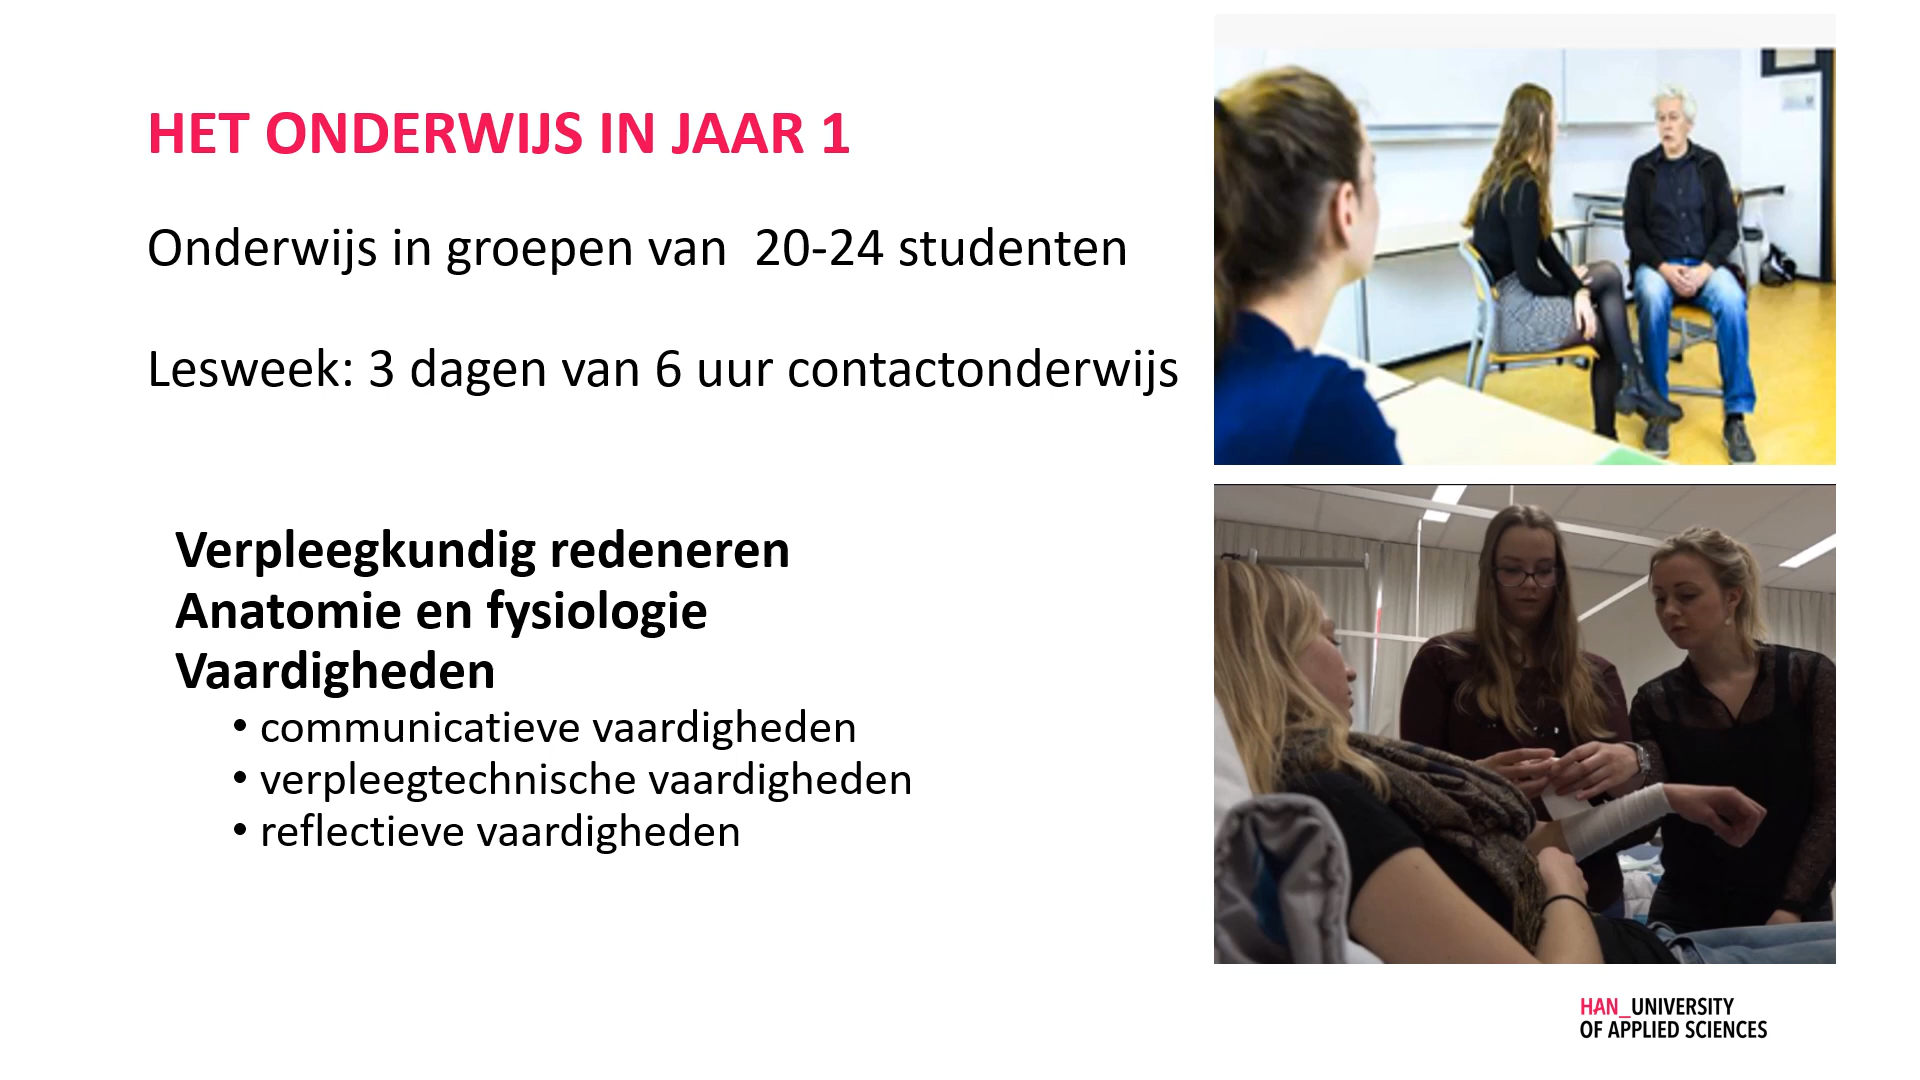 HET ONDERWIJS IN JAAR 1
Onderwijs in groepen van  20-24 studenten
Lesweek: 3 dagen van 6 uur contactonderwijs
Verpleegkundig redeneren
Anatomie en fysiologie
Vaardigheden
• communicatieve vaardigheden
• verpleegtechnische vaardigheden
• reflectieve vaardigheden
HAN_UNIVERSITY
OF APPLIED SCIENCES